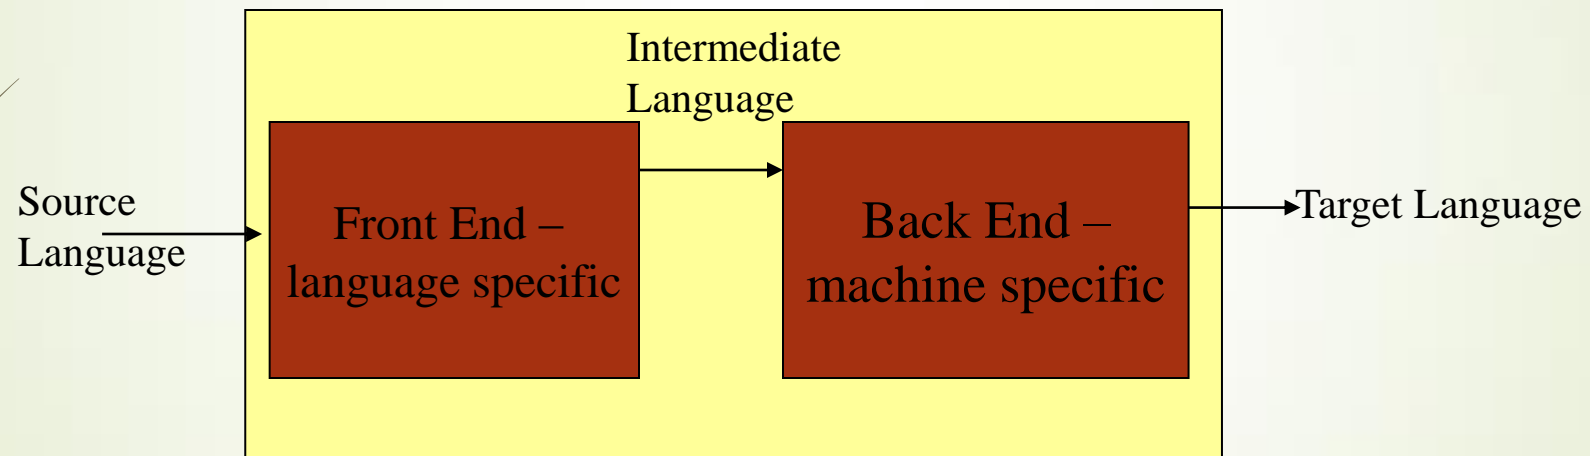 Intermediate
Language
Source
Language
Front End –
language specific
Back End –
machine specific
Target Language